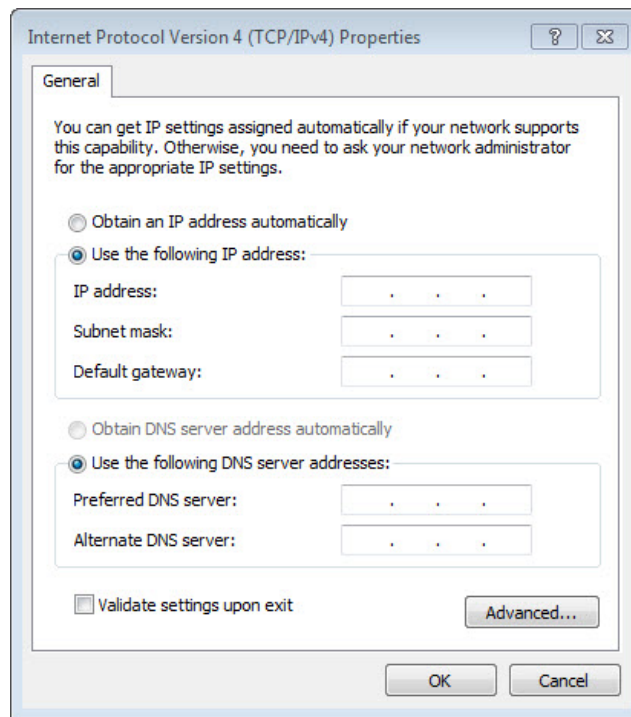 Internet Protocol Version 4 (TCP/IPv4) Properties
General
You can get IP settings assigned automatically if your network supports
this capability. Otherwise, you need to ask your network administrator
for the appropriate IP settings.
Obtain an IP address automatically
Use the following IP address:
IP address: . . .
Subnet mask: . . .
Default gateway: . . .
Obtain DNS server address automatically
Use the following DNS server addresses:
Preferred DNS server: . . .
Alternate DNS server: . . .
Validate settings upon exit
Advanced...
OK Cancel